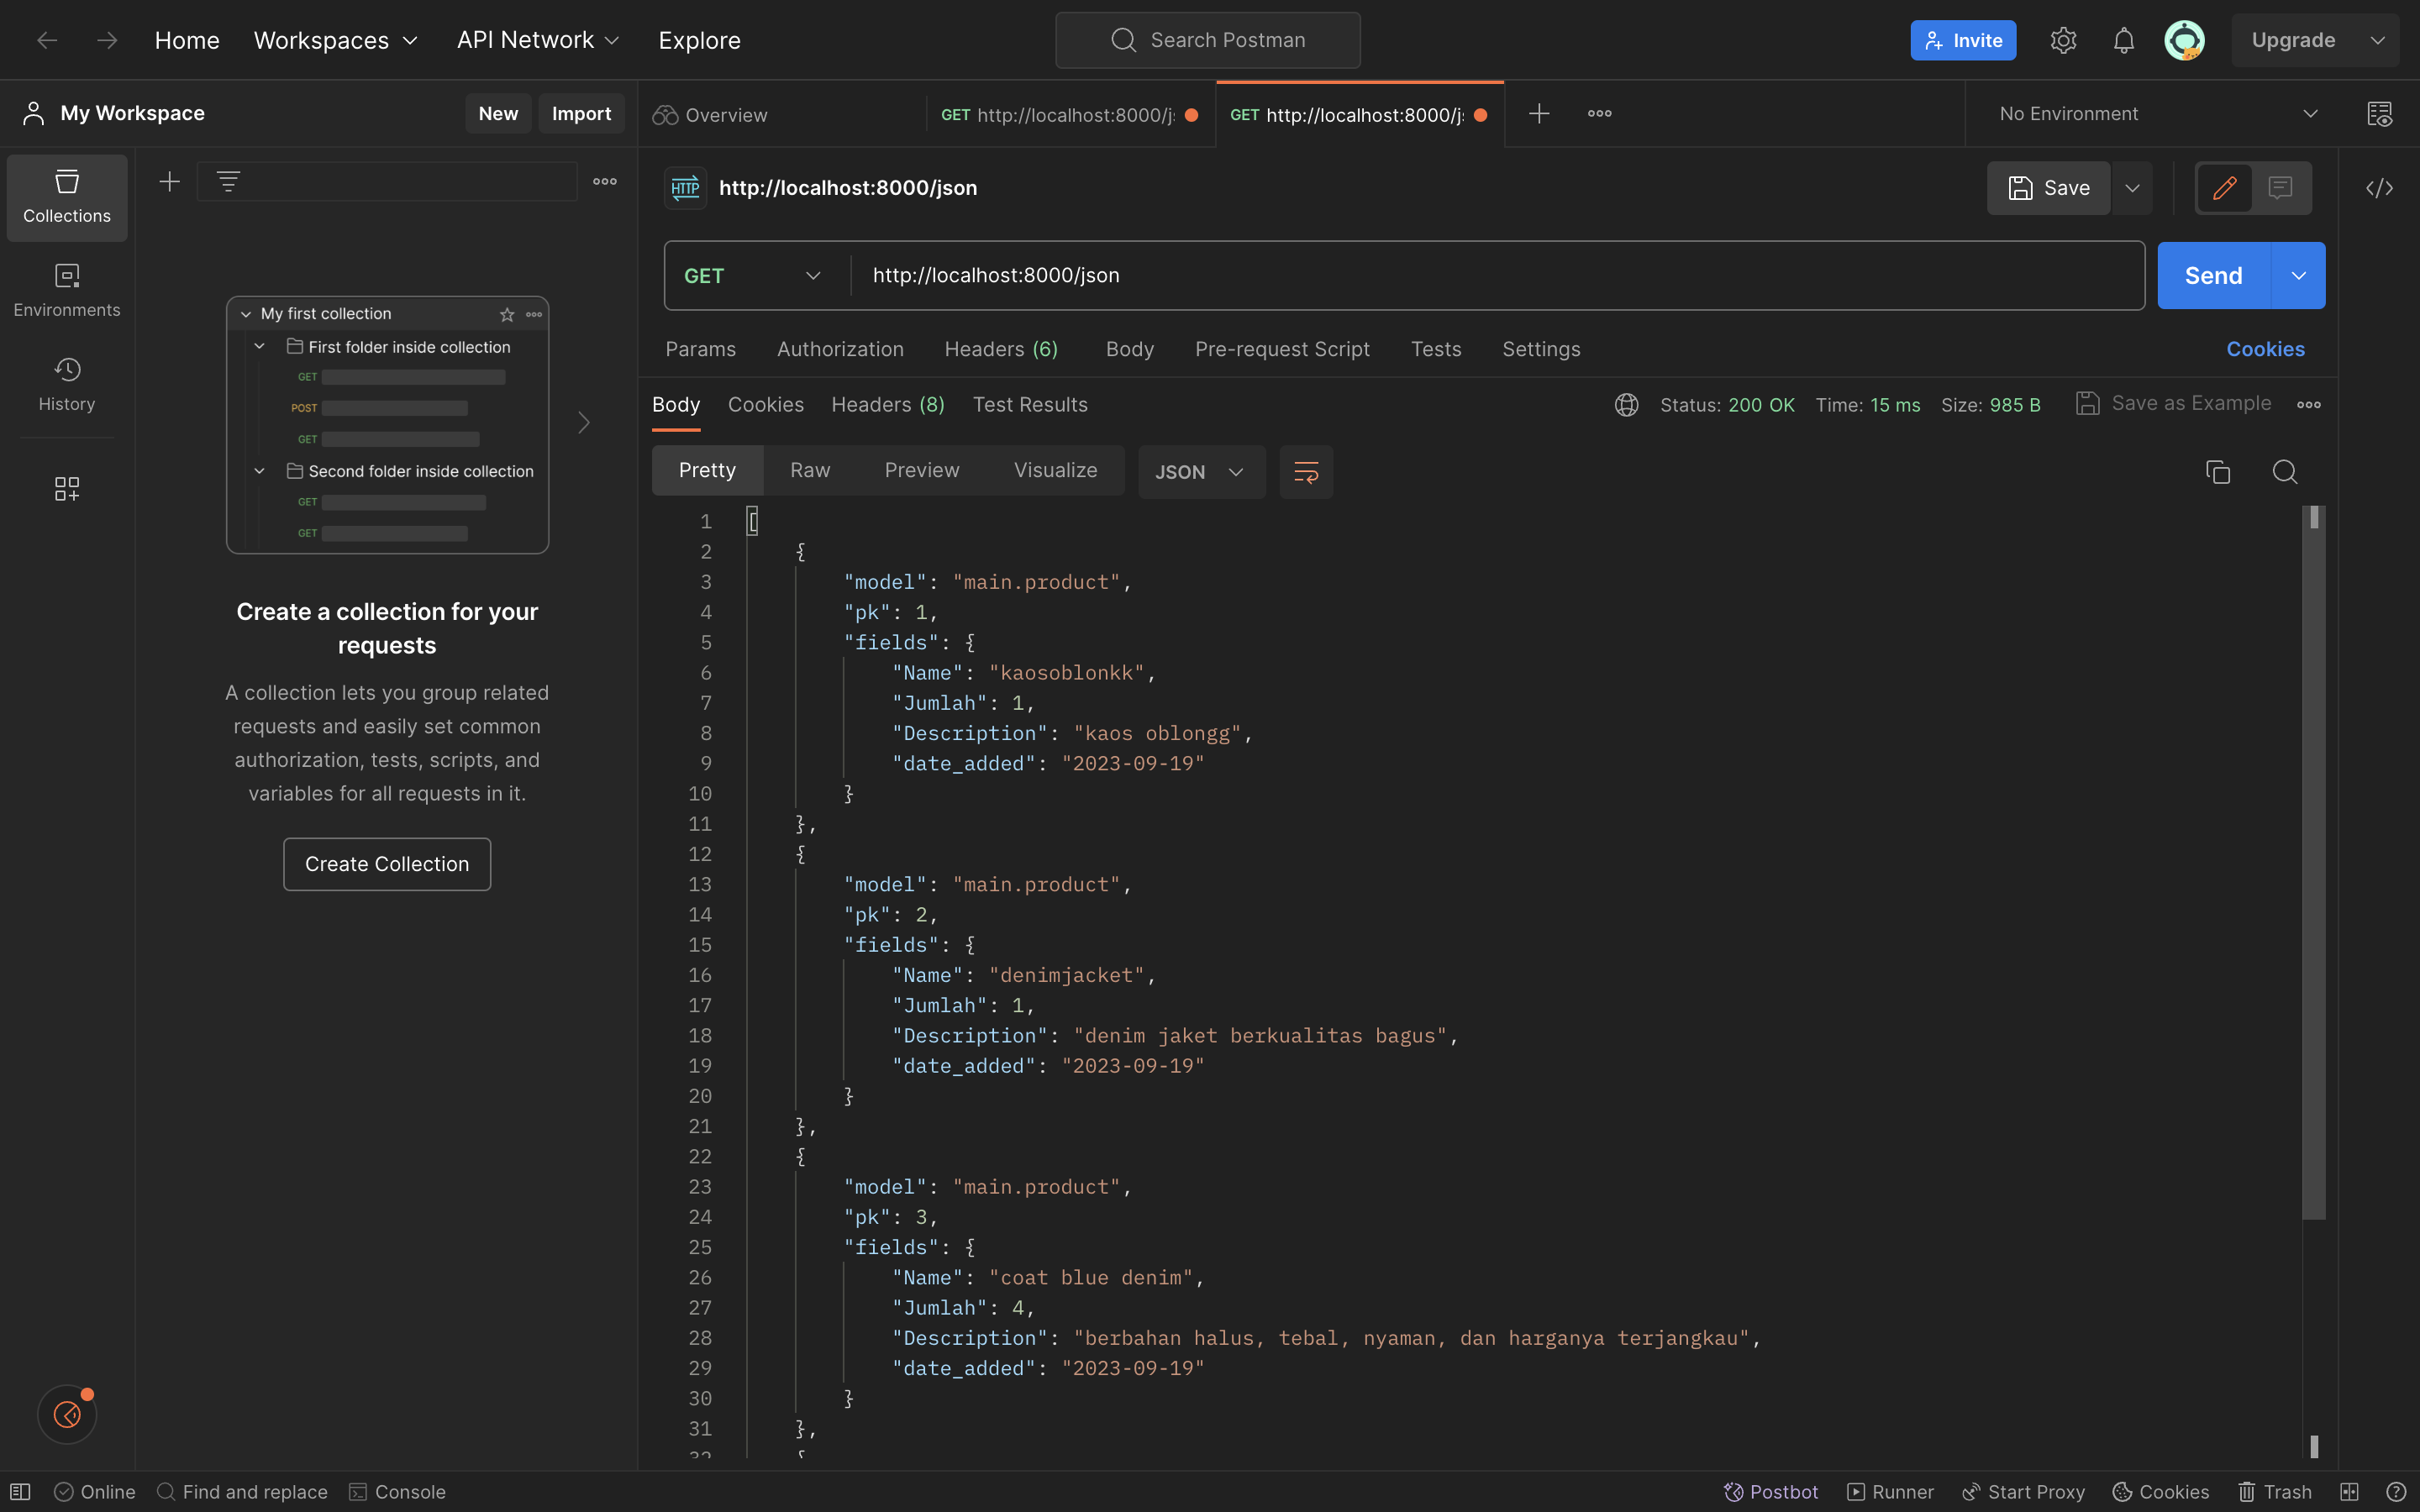 Home Workspaces API Network Explore Search Postman Invite Upgrade
My Workspace New Import
Overview GET http://localhost:8000/j GET http://localhost:8000/j No Environment
Collections
Environments
History
My first collection
First folder inside collection
GET
POST
GET
Second folder inside collection
GET
GET
Create a collection for your
requests
A collection lets you group related
requests and easily set common
authorization, tests, scripts, and
variables for all requests in it.
Create Collection
HTTP http://localhost:8000/json Save
GET http://localhost:8000/json Send
Params Authorization Headers (6) Body Pre-request Script Tests Settings Cookies
Body Cookies Headers (8) Test Results Status: 200 OK Time: 15 ms Size: 985 B Save as Example
Pretty Raw Preview Visualize JSON
1 [
2 {
3 "model": "main.product",
4 "pk": 1,
5 "fields": {
6 "Name": "kaosoblonkk",
7 "Jumlah": 1,
8 "Description": "kaos oblongg",
9 "date_added": "2023-09-19"
10 }
11 },
12 {
13 "model": "main.product",
14 "pk": 2,
15 "fields": {
16 "Name": "denimjacket",
17 "Jumlah": 1,
18 "Description": "denim jaket berkualitas bagus",
19 "date_added": "2023-09-19"
20 }
21 },
22 {
23 "model": "main.product",
24 "pk": 3,
25 "fields": {
26 "Name": "coat blue denim",
27 "Jumlah": 4,
28 "Description": "berbahan halus, tebal, nyaman, dan harganya terjangkau",
29 "date_added": "2023-09-19"
30 }
31 },
32 {
Online Find and replace Console Postbot Runner Start Proxy Cookies Trash